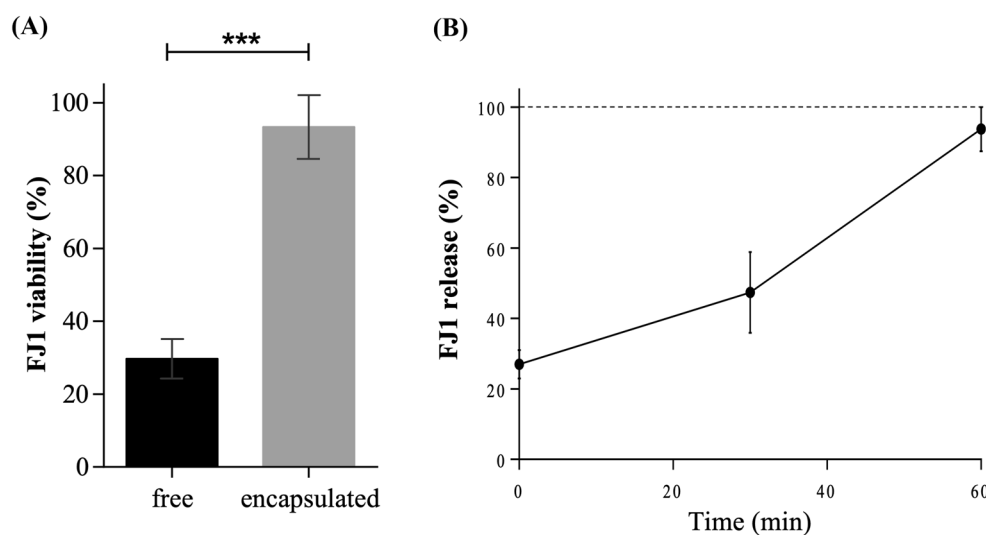 (A)
***
FJ1 viability (%)
100
80
60
40
20
0
free encapsulated
(B)
FJ1 release (%)
100
80
60
40
20
0
0 20 40 60
Time (min)